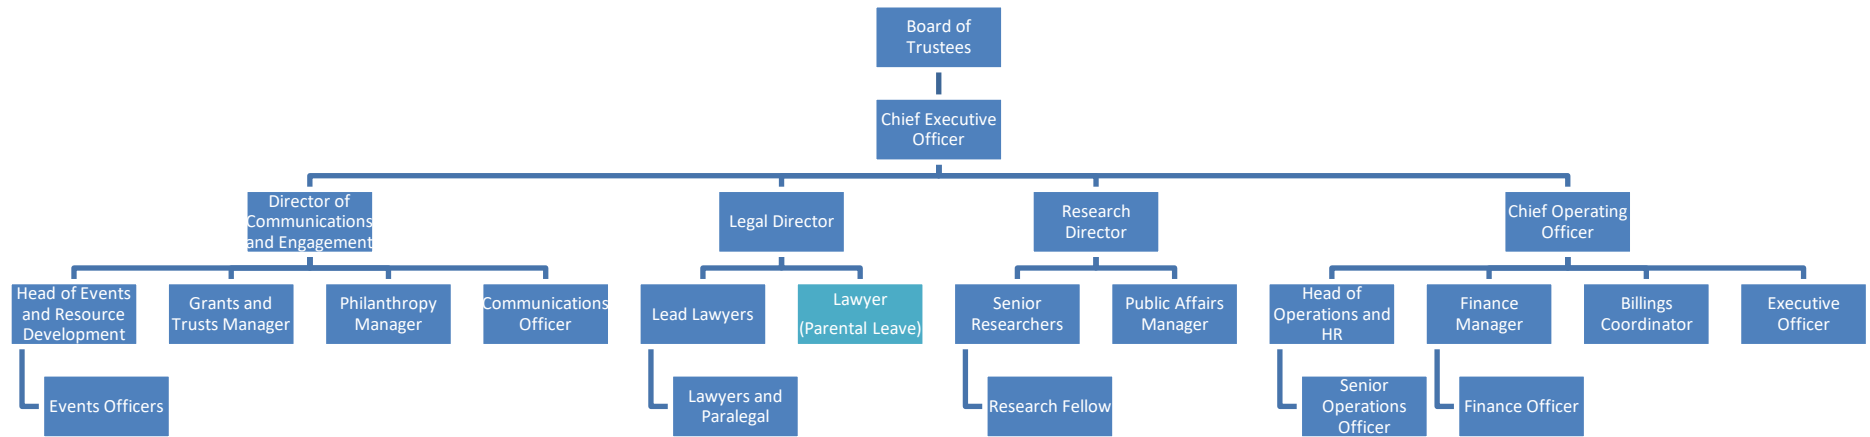 Board of
Trustees
Chief Executive
Officer
Director of
Communications
and Engagement
Legal Director
Research
Director
Chief Operating
Officer
Head of Events
and Resource
Development
Grants and
Trusts Manager
Philanthropy
Manager
Communications
Officer
Lead Lawyers
Lawyer
(Parental Leave)
Senior
Researchers
Public Affairs
Manager
Head of
Operations and
HR
Finance
Manager
Billings
Coordinator
Executive
Officer
Events Officers
Lawyers and
Paralegal
Research Fellow
Senior
Operations
Officer
Finance Officer